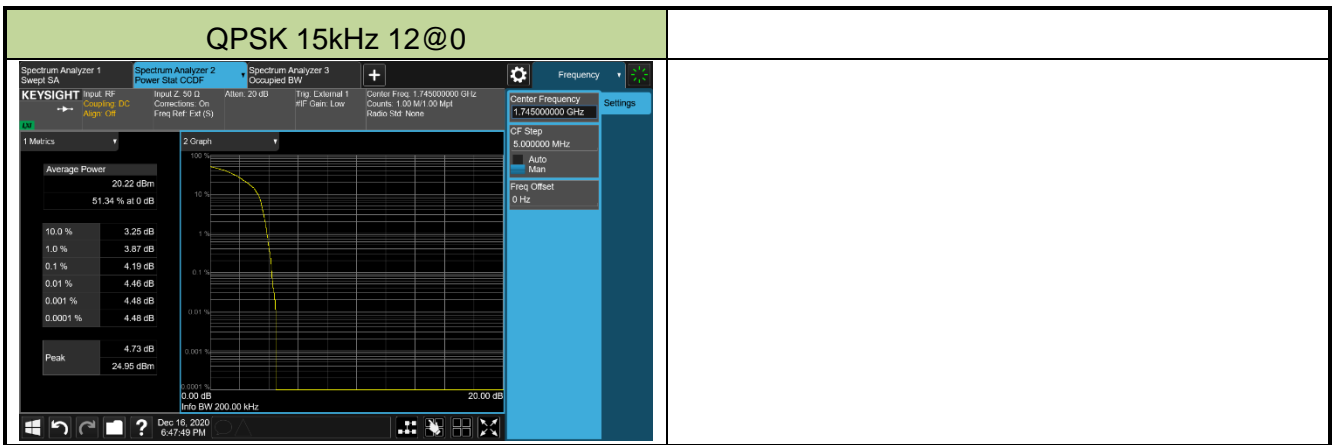 QPSK 15kHz 12@0
Spectrum Analyzer 1
Swept SA
Spectrum Analyzer 2
Power Stat CCDF
Spectrum Analyzer 3
Occupied BW
Frequency
KEYSIGHT
Input: RF
Coupling: DC
Align: Off
Input Z: 50 Ω
Corrections: On
Freq Ref: Ext (S)
Atten: 20 dB
Trig: External 1
#IF Gain: Low
Center Freq: 1.745000000 GHz
Counts: 1.00 M/1.00 Mpt
Radio Std: None
Center Frequency
1.745000000 GHz
Settings
CF Step
5.000000 MHz
Auto
Man
Freq Offset
0 Hz
1 Metrics
Average Power
20.22 dBm
51.34 % at 0 dB
10.0 % 3.25 dB
1.0 % 3.87 dB
0.1 % 4.19 dB
0.01 % 4.46 dB
0.001 % 4.48 dB
0.0001 % 4.48 dB
Peak
4.73 dB
24.95 dBm
2 Graph
100 %
10 %
1 %
0.1 %
0.01 %
0.001 %
0.0001 %
0.00 dB
20.00 dB
Info BW 200.00 kHz
?
Dec 16, 2020
6:47:49 PM